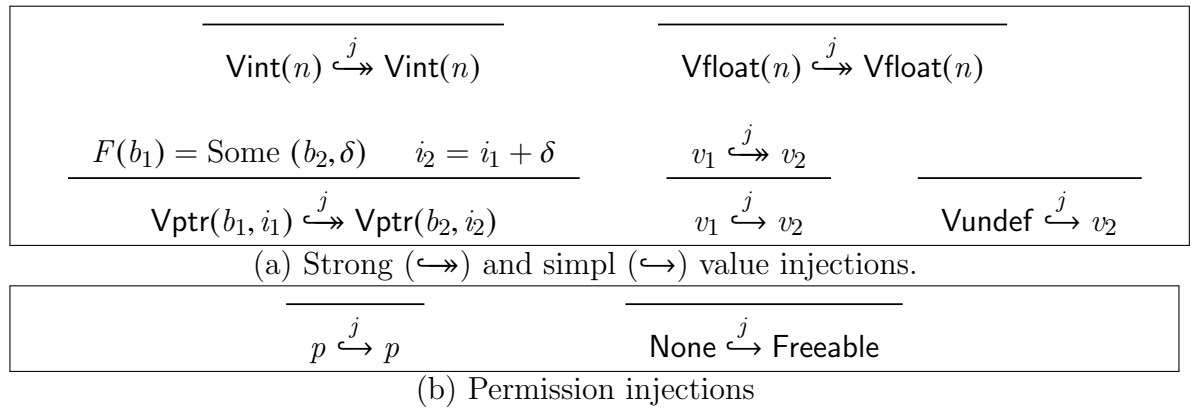 Vint(n) ↪↠^j Vint(n) Vfloat(n) ↪↠^j Vfloat(n)
F(b₁) = Some (b₂, δ) i₂ = i₁ + δ v₁ ↪↠^j v₂
Vptr(b₁, i₁) ↪↠^j Vptr(b₂, i₂) v₁ ↪^j v₂ Vundef ↪^j v₂
(a) Strong (↪↠) and simpl (↪) value injections.
p ↪^j p None ↪^j Freeable
(b) Permission injections